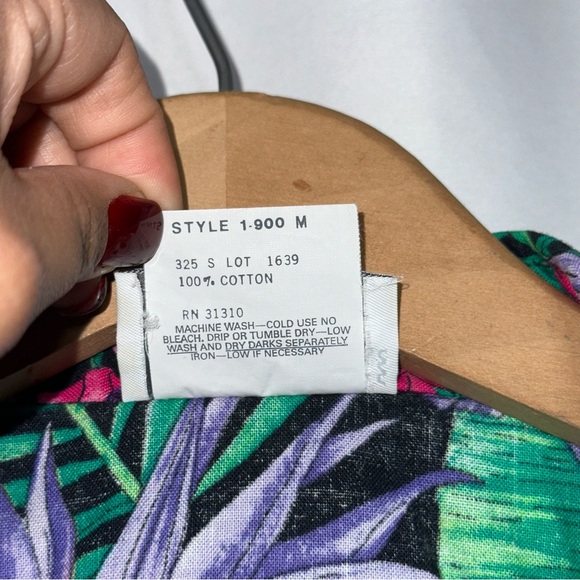 STYLE 1-900 M
325 S LOT 1639
100% COTTON
RN 31310
MACHINE WASH—COLD USE NO
BLEACH. DRIP OR TUMBLE DRY—LOW
WASH AND DRY DARKS SEPARATELY
IRON—LOW IF NECESSARY